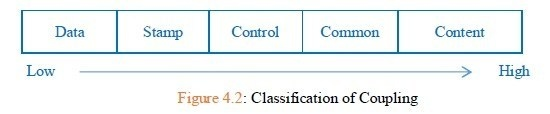 Data Stamp Control Common Content
Low High
Figure 4.2: Classification of Coupling